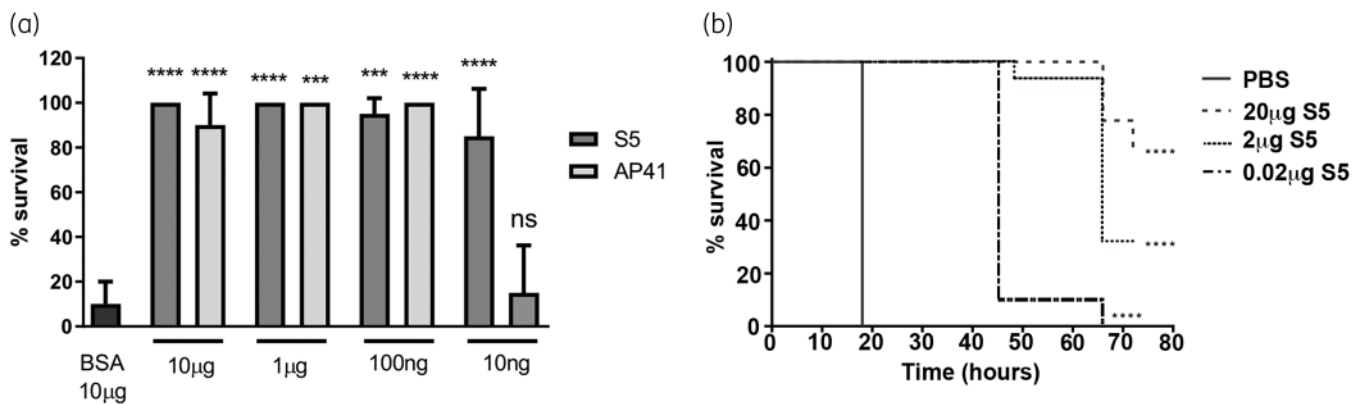 (a)
120
100
80
60
40
20
0
% survival
**** **** **** *** *** **** ****
ns
BSA
10μg
10μg 1μg 100ng 10ng
S5
AP41
(b)
100
80
60
40
20
0
% survival
0 10 20 30 40 50 60 70 80
Time (hours)
PBS
20μg S5
2μg S5
0.02μg S5
****
****
****